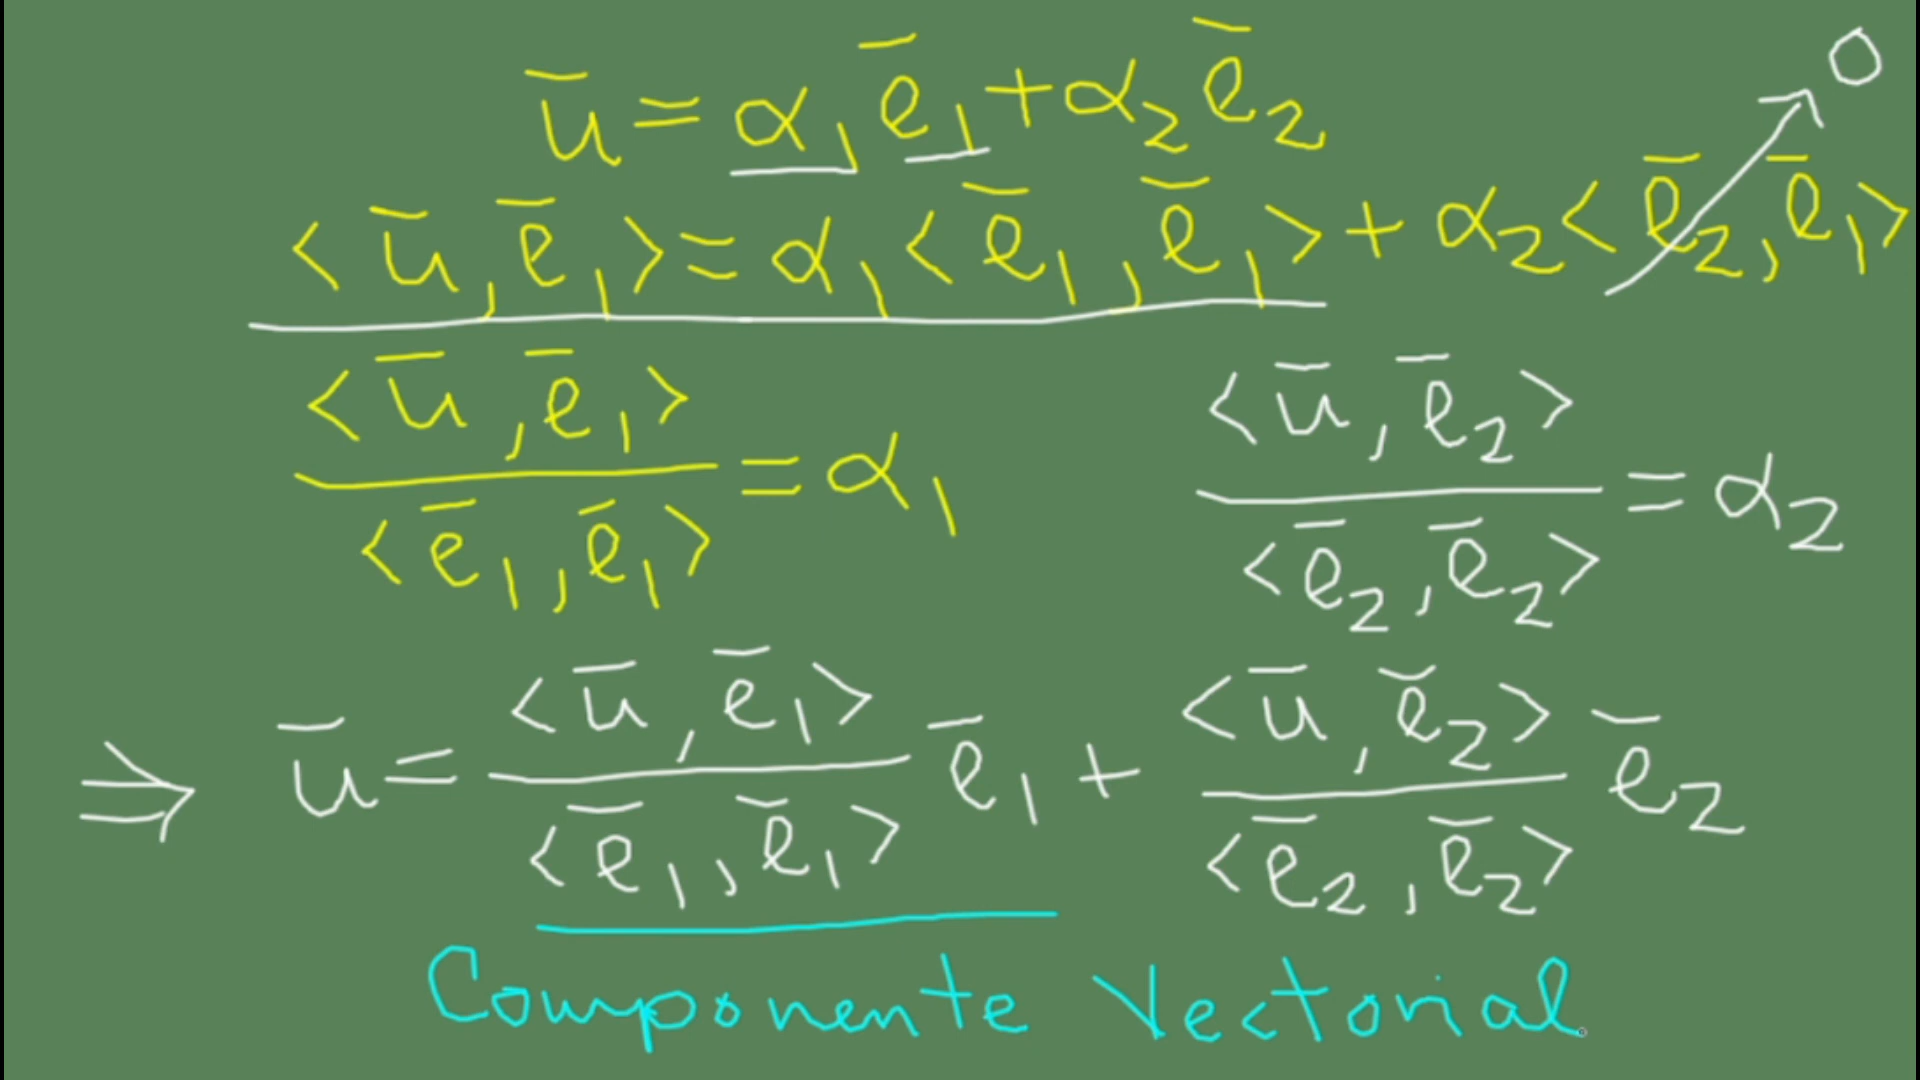 ū = α₁ē₁ + α₂ē₂
<ū, ē₁> = α₁<ē₁, ē₁> + α₂<ē₂, ē₁> 0
<ū, ē₁> / <ē₁, ē₁> = α₁ <ū, ē₂> / <ē₂, ē₂> = α₂
⇒ ū = <ū, ē₁> / <ē₁, ē₁> ē₁ + <ū, ē₂> / <ē₂, ē₂> ē₂
Componente Vectorial